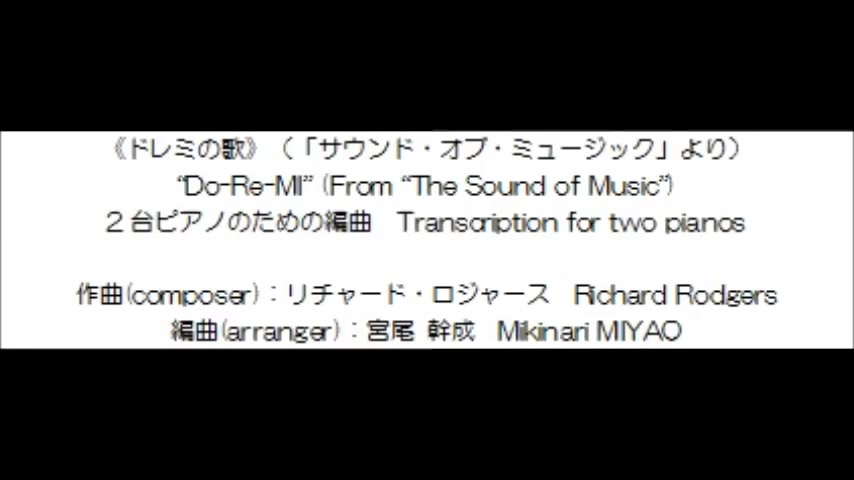 《ドレミの歌》（「サウンド・オブ・ミュージック」より）
“Do-Re-MI” (From “The Sound of Music”)
２台ピアノのための編曲　Transcription for two pianos
作曲(composer)：リチャード・ロジャース　Richard Rodgers
編曲(arranger)：宮尾 幹成　Mikinari MIYAO